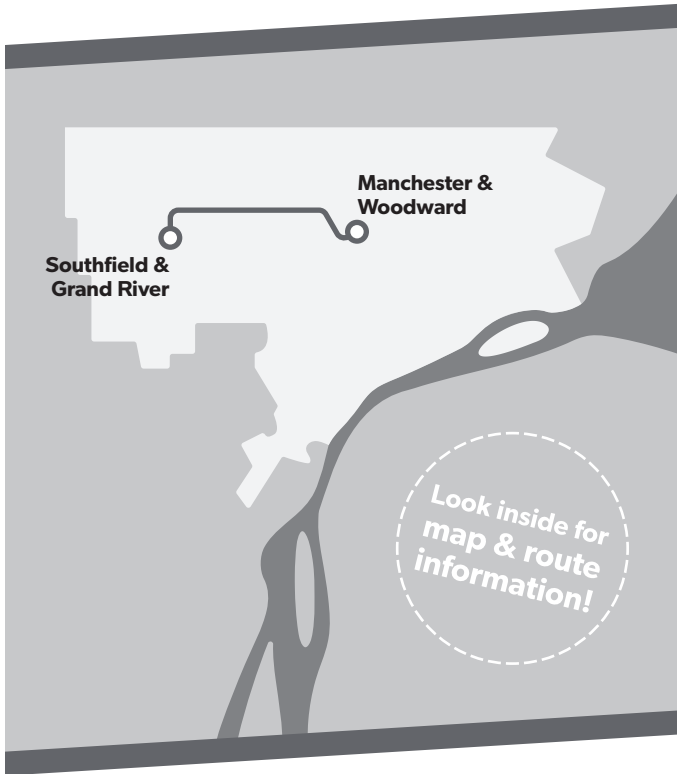 Manchester &
Woodward
Southfield &
Grand River
Look inside for
map & route
information!